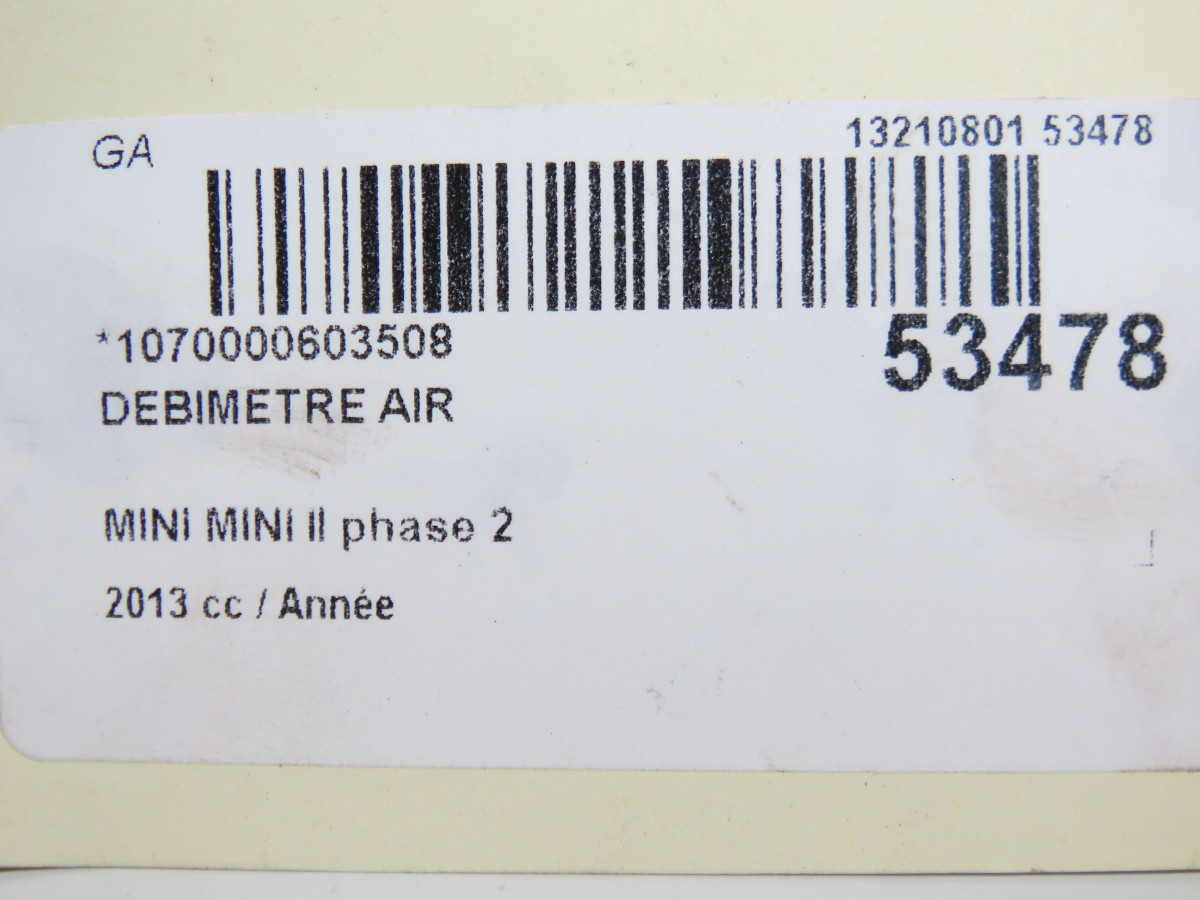 GA
13210801 53478
*1070000603508
53478
DEBIMETRE AIR
MINI MINI II phase 2
2013 cc / Année